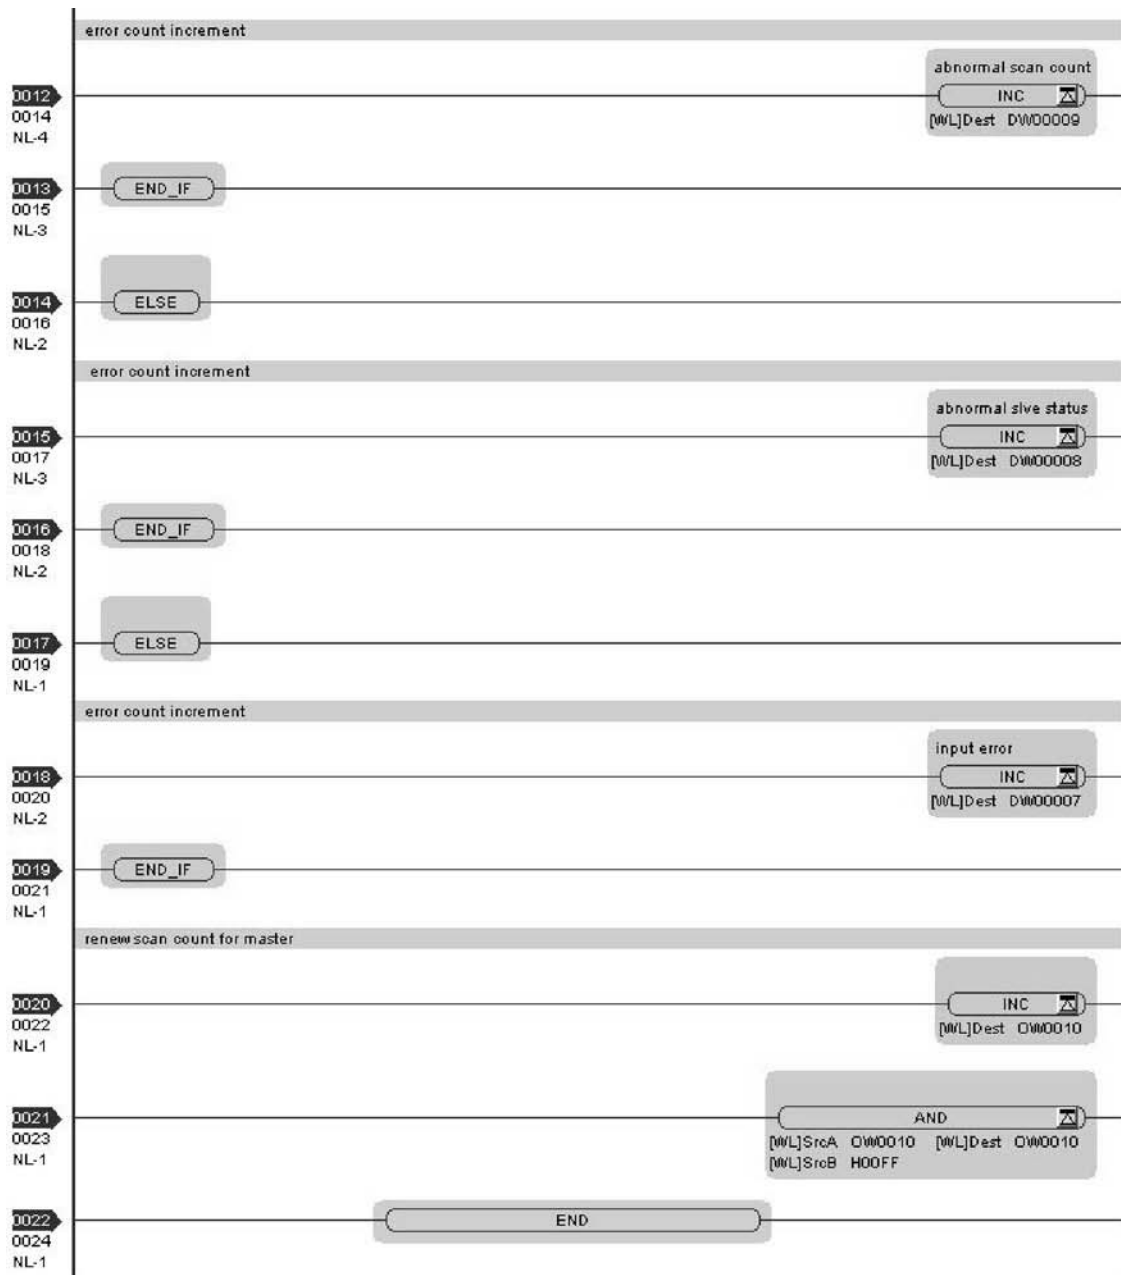 error count increment
abnormal scan count
0012 INC
0014 [WL]Dest DW00009
NL-4
0013 END_IF
0015
NL-3
0014 ELSE
0016
NL-2
error count increment
abnormal slve status
0015 INC
0017 [WL]Dest DW00008
NL-3
0016 END_IF
0018
NL-2
0017 ELSE
0019
NL-1
error count increment
input error
0018 INC
0020 [WL]Dest DW00007
NL-2
0019 END_IF
0021
NL-1
renew scan count for master
0020 INC
0022 [WL]Dest OW0010
NL-1
0021 AND
0023 [WL]SrcA OW0010 [WL]Dest OW0010
NL-1 [WL]SrcB H00FF
0022 END
0024
NL-1